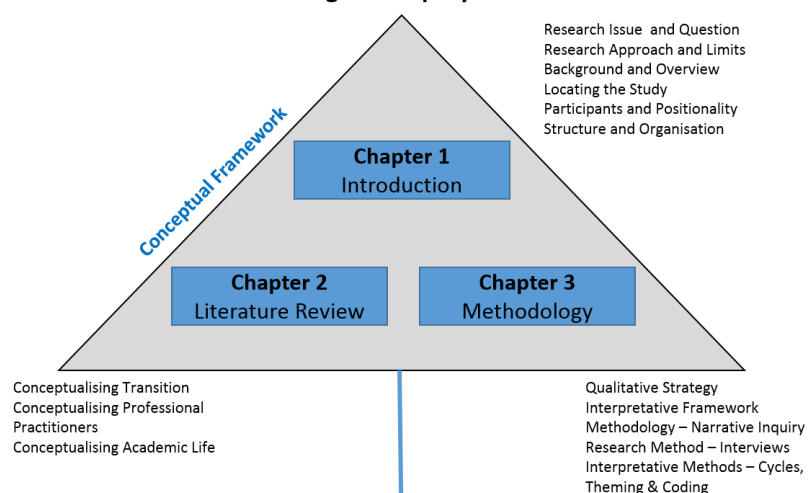 Research Issue and Question
Research Approach and Limits
Background and Overview
Locating the Study
Participants and Positionality
Structure and Organisation
Conceptual Framework
Chapter 1
Introduction
Chapter 2
Literature Review
Chapter 3
Methodology
Conceptualising Transition
Conceptualising Professional
Practitioners
Conceptualising Academic Life
Qualitative Strategy
Interpretative Framework
Methodology – Narrative Inquiry
Research Method – Interviews
Interpretative Methods – Cycles,
Theming & Coding